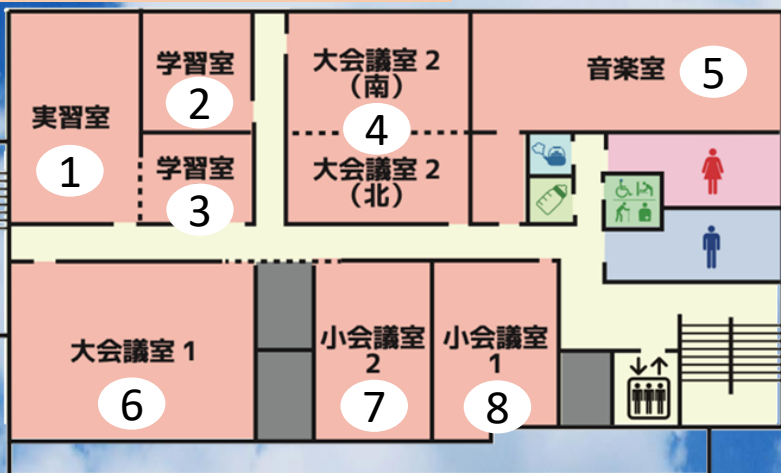 実習室
1
学習室
2
学習室
3
大会議室 2
（南）
4
大会議室 2
（北）
音楽室 5
大会議室 1
6
小会議室
2
7
小会議室
1
8